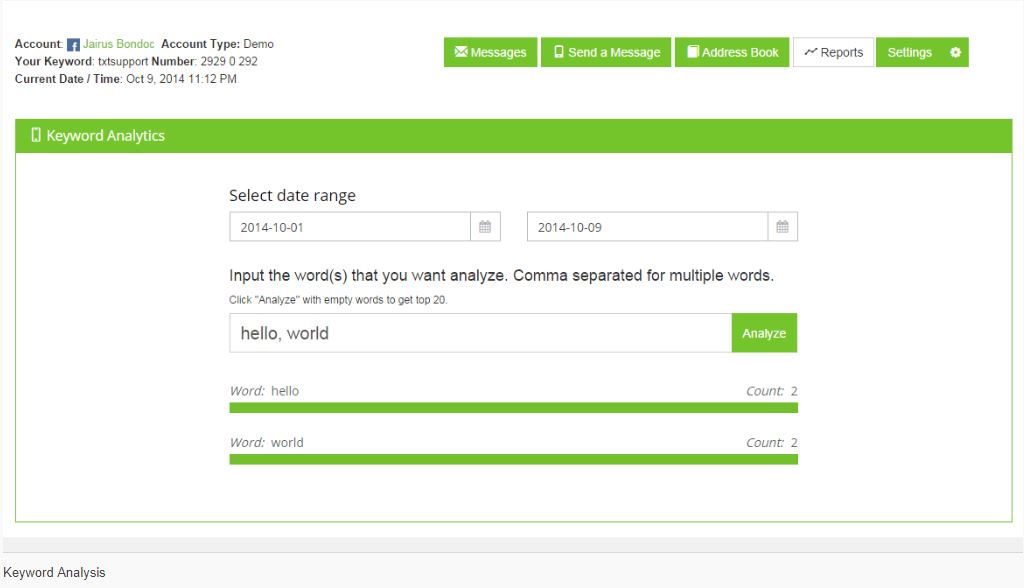 Account: Jairus Bondoc Account Type: Demo
Your Keyword: txtsupport Number: 2929 0 292
Current Date / Time: Oct 9, 2014 11:12 PM
Messages Send a Message Address Book Reports Settings
Keyword Analytics
Select date range
2014-10-01 2014-10-09
Input the word(s) that you want analyze. Comma separated for multiple words.
Click "Analyze" with empty words to get top 20.
hello, world Analyze
Word: hello Count: 2
Word: world Count: 2
Keyword Analysis